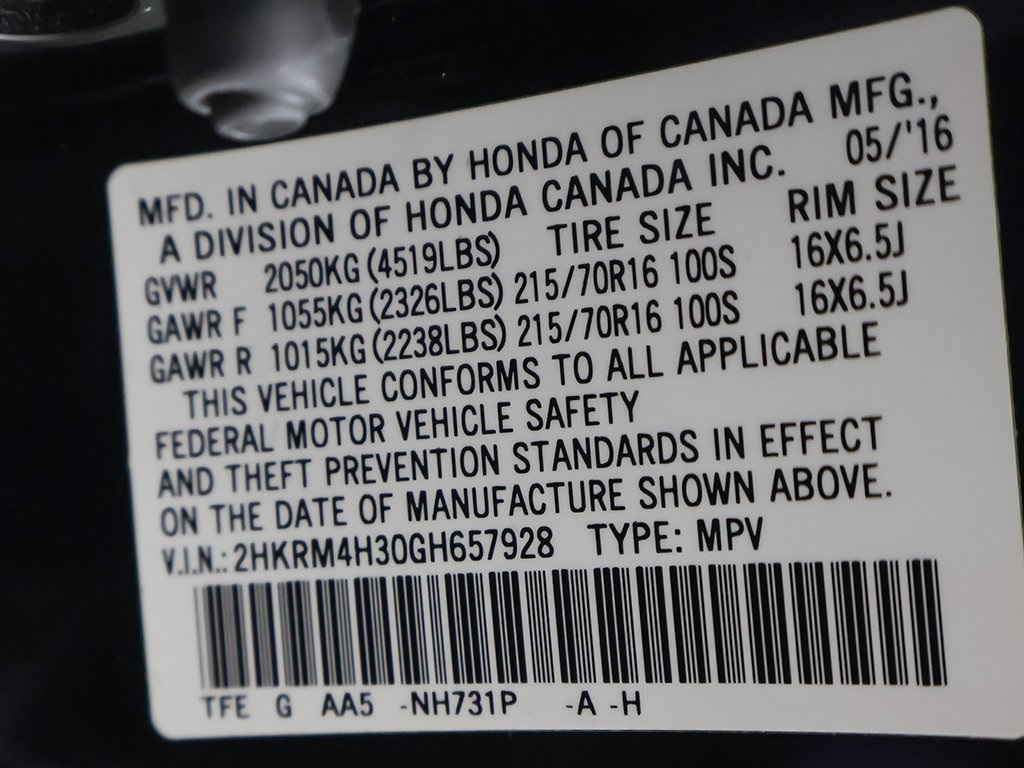 MFD. IN CANADA BY HONDA OF CANADA MFG.,
A DIVISION OF HONDA CANADA INC. 05/'16
GVWR 2050KG (4519LBS) TIRE SIZE RIM SIZE
GAWR F 1055KG (2326LBS) 215/70R16 100S 16X6.5J
GAWR R 1015KG (2238LBS) 215/70R16 100S 16X6.5J
THIS VEHICLE CONFORMS TO ALL APPLICABLE
FEDERAL MOTOR VEHICLE SAFETY
AND THEFT PREVENTION STANDARDS IN EFFECT
ON THE DATE OF MANUFACTURE SHOWN ABOVE.
V.I.N.: 2HKRM4H30GH657928 TYPE: MPV
TFE G AA5 -NH731P -A -H